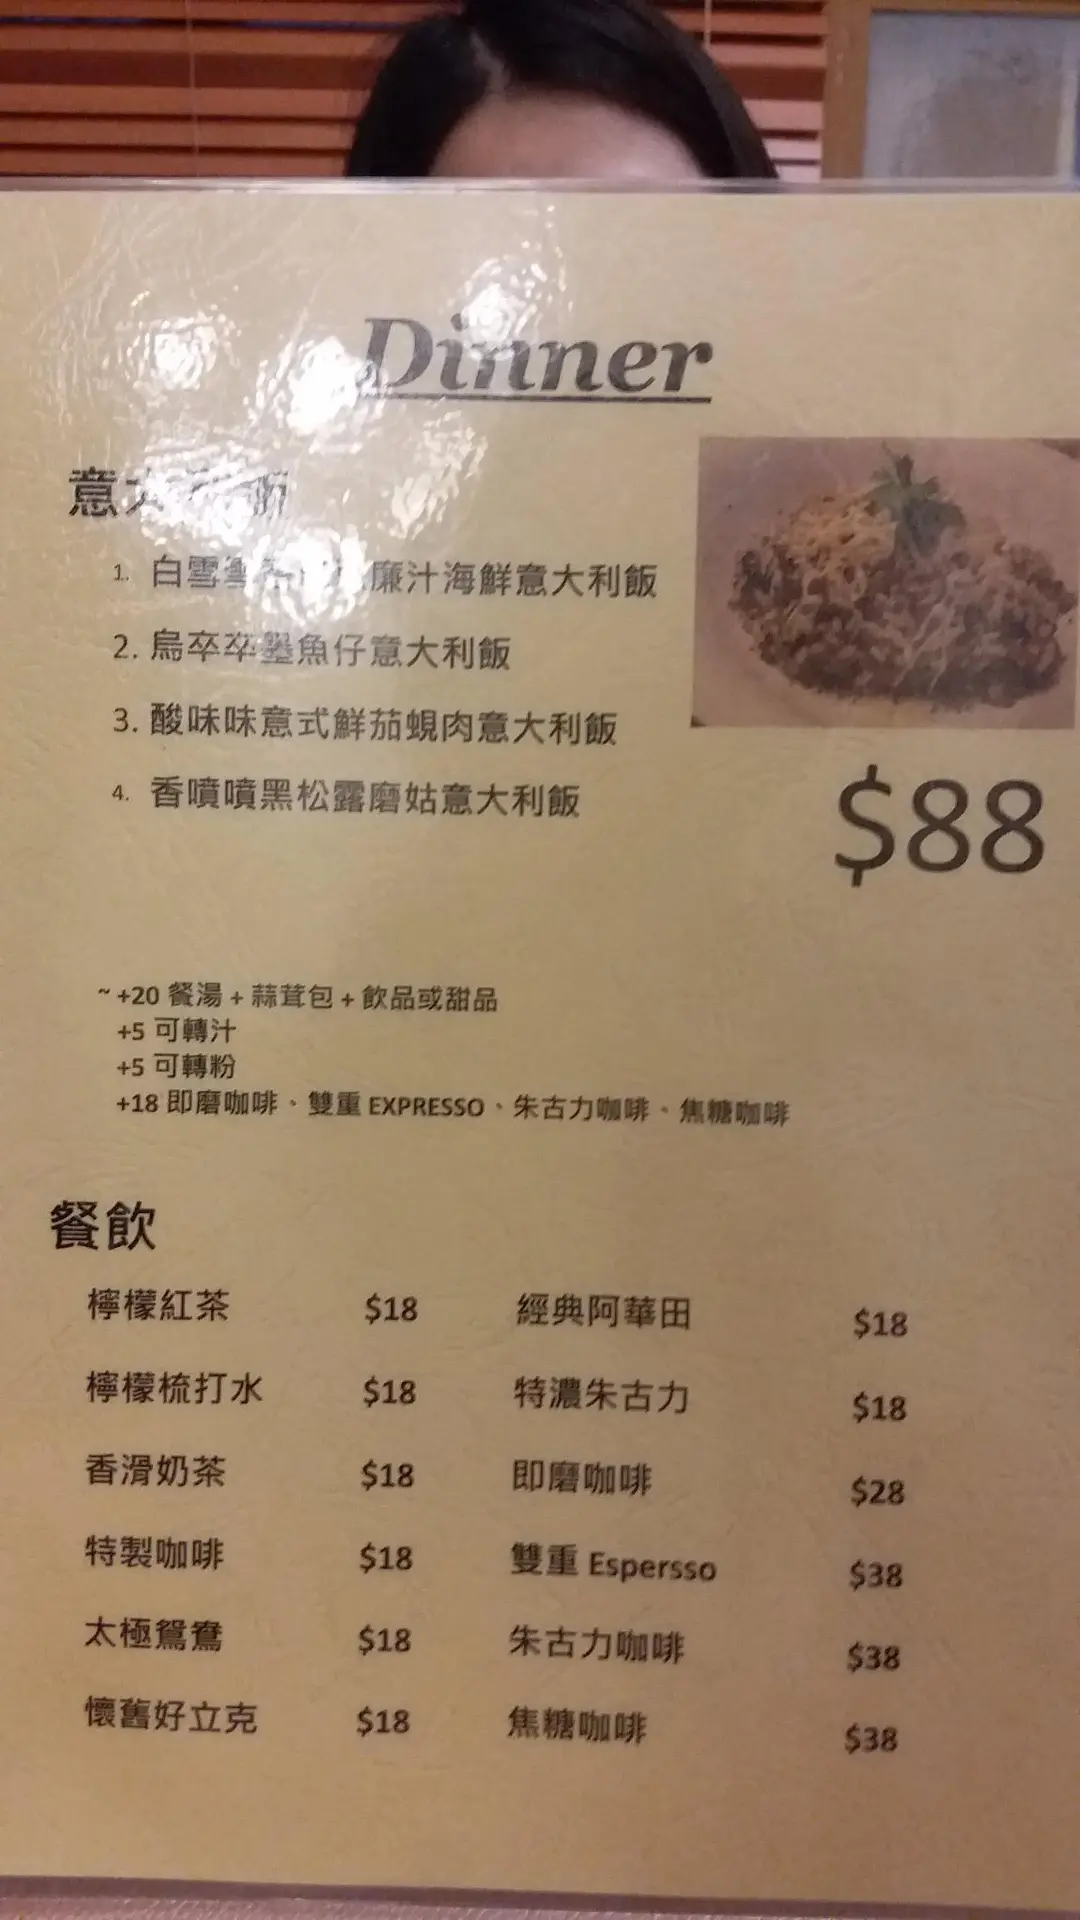 Dinner
意大 飯
1. 白雪雪 廉汁海鮮意大利飯
2. 烏卒卒墨魚仔意大利飯
3. 酸味味意式鮮茄蜆肉意大利飯
4. 香噴噴黑松露磨姑意大利飯
$88
~ +20 餐湯 + 蒜茸包 + 飲品或甜品
+5 可轉汁
+5 可轉粉
+18 即磨咖啡、雙重 EXPRESSO、朱古力咖啡、焦糖咖啡
餐飲
檸檬紅茶 $18 經典阿華田 $18
檸檬梳打水 $18 特濃朱古力 $18
香滑奶茶 $18 即磨咖啡 $28
特製咖啡 $18 雙重 Espersso $38
太極鴛鴦 $18 朱古力咖啡 $38
懷舊好立克 $18 焦糖咖啡 $38